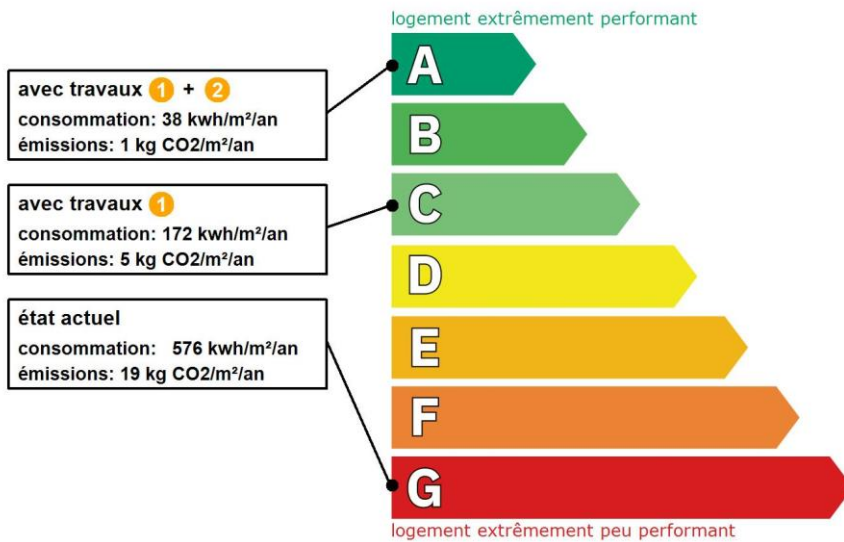 logement extrêmement performant
A
avec travaux 1 + 2
consommation: 38 kwh/m²/an
émissions: 1 kg CO2/m²/an
B
avec travaux 1
consommation: 172 kwh/m²/an
émissions: 5 kg CO2/m²/an
C
D
état actuel
consommation: 576 kwh/m²/an
émissions: 19 kg CO2/m²/an
E
F
G
logement extrêmement peu performant